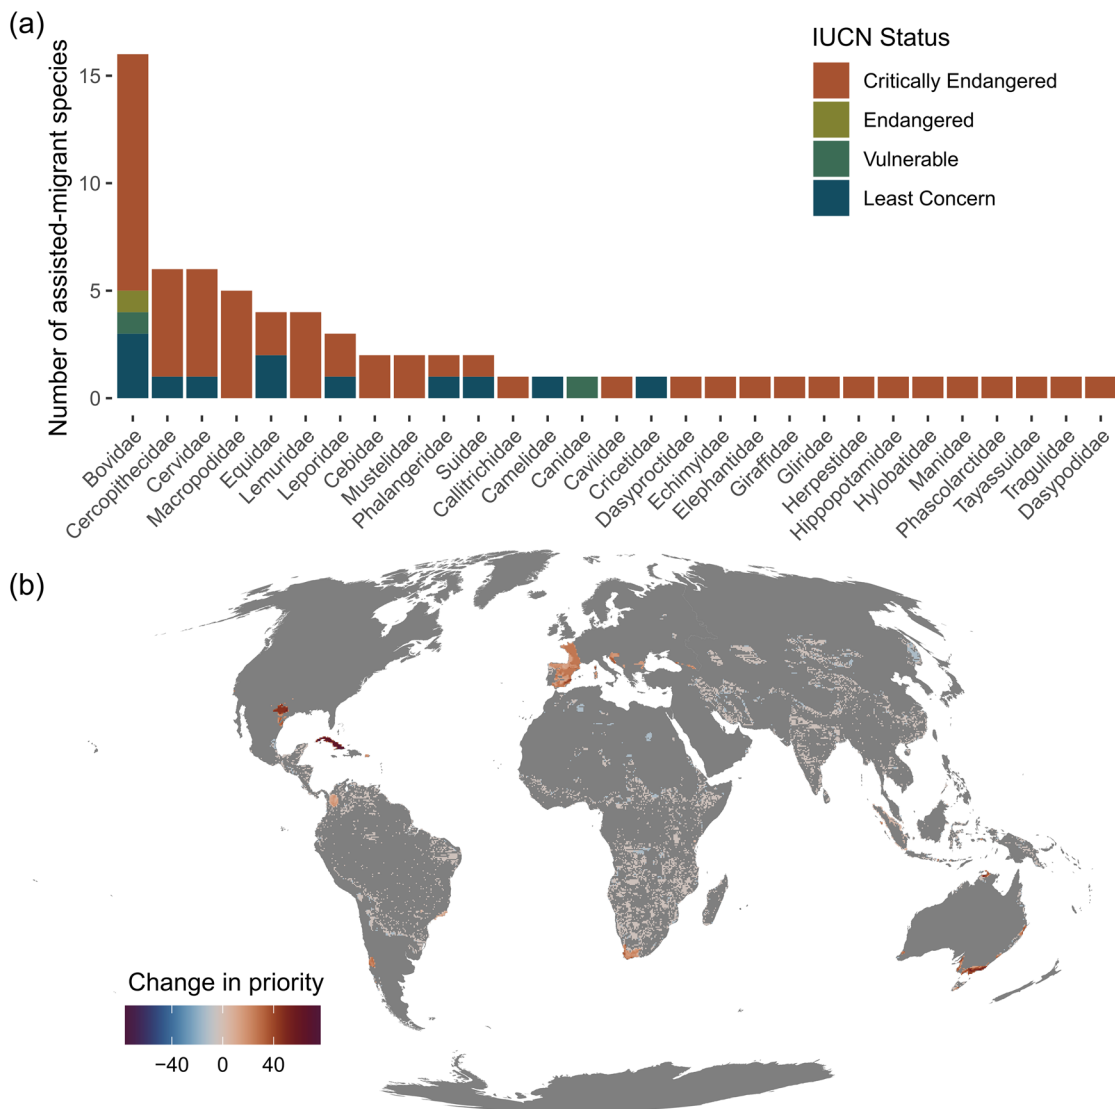 (a)
Number of assisted-migrant species
15
10
5
0
IUCN Status
Critically Endangered
Endangered
Vulnerable
Least Concern
Bovidae
Cercopithecidae
Cervidae
Macropodidae
Equidae
Lemuridae
Leporidae
Cebidae
Mustelidae
Phalangeridae
Suidae
Callitrichidae
Camelidae
Canidae
Caviidae
Cricetidae
Dasyproctidae
Echimyidae
Elephantidae
Giraffidae
Gliridae
Herpestidae
Hippopotamidae
Hylobatidae
Manidae
Phascolarctidae
Tayassuidae
Tragulidae
Dasypodidae
(b)
Change in priority
−40 0 40